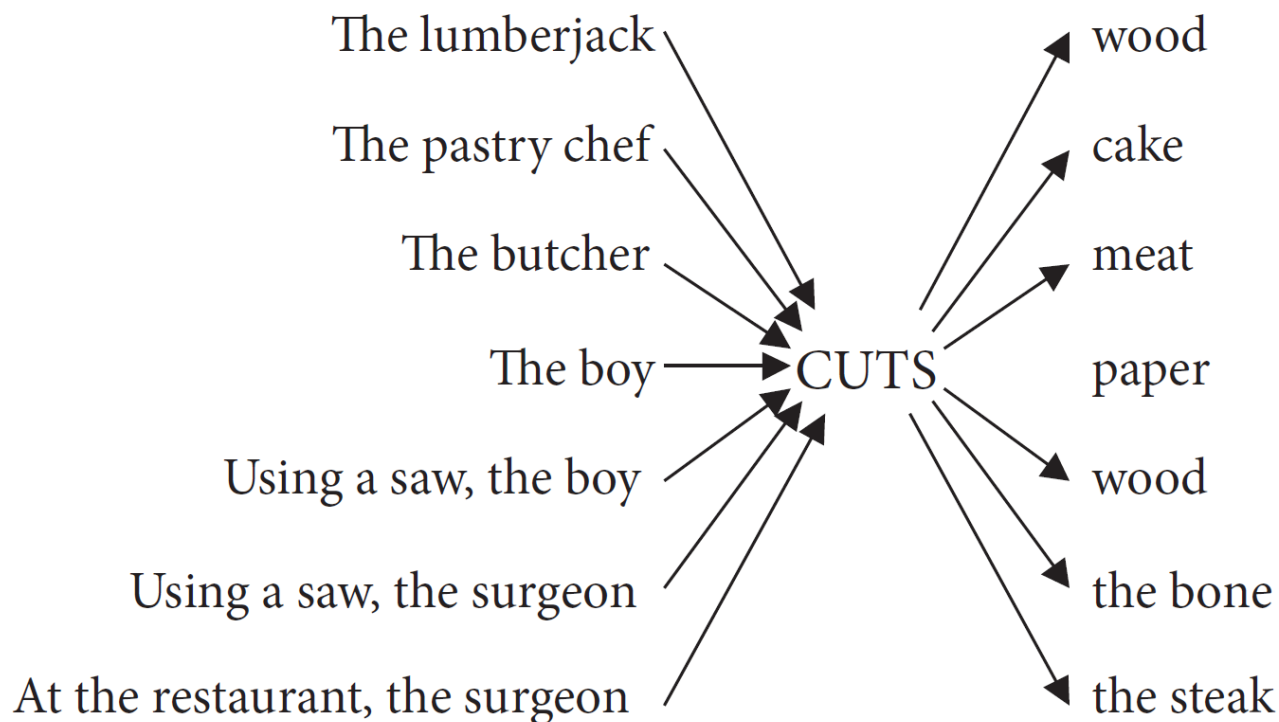 The lumberjack
wood
The pastry chef
cake
The butcher
meat
The boy
CUTS
paper
Using a saw, the boy
wood
Using a saw, the surgeon
the bone
At the restaurant, the surgeon
the steak